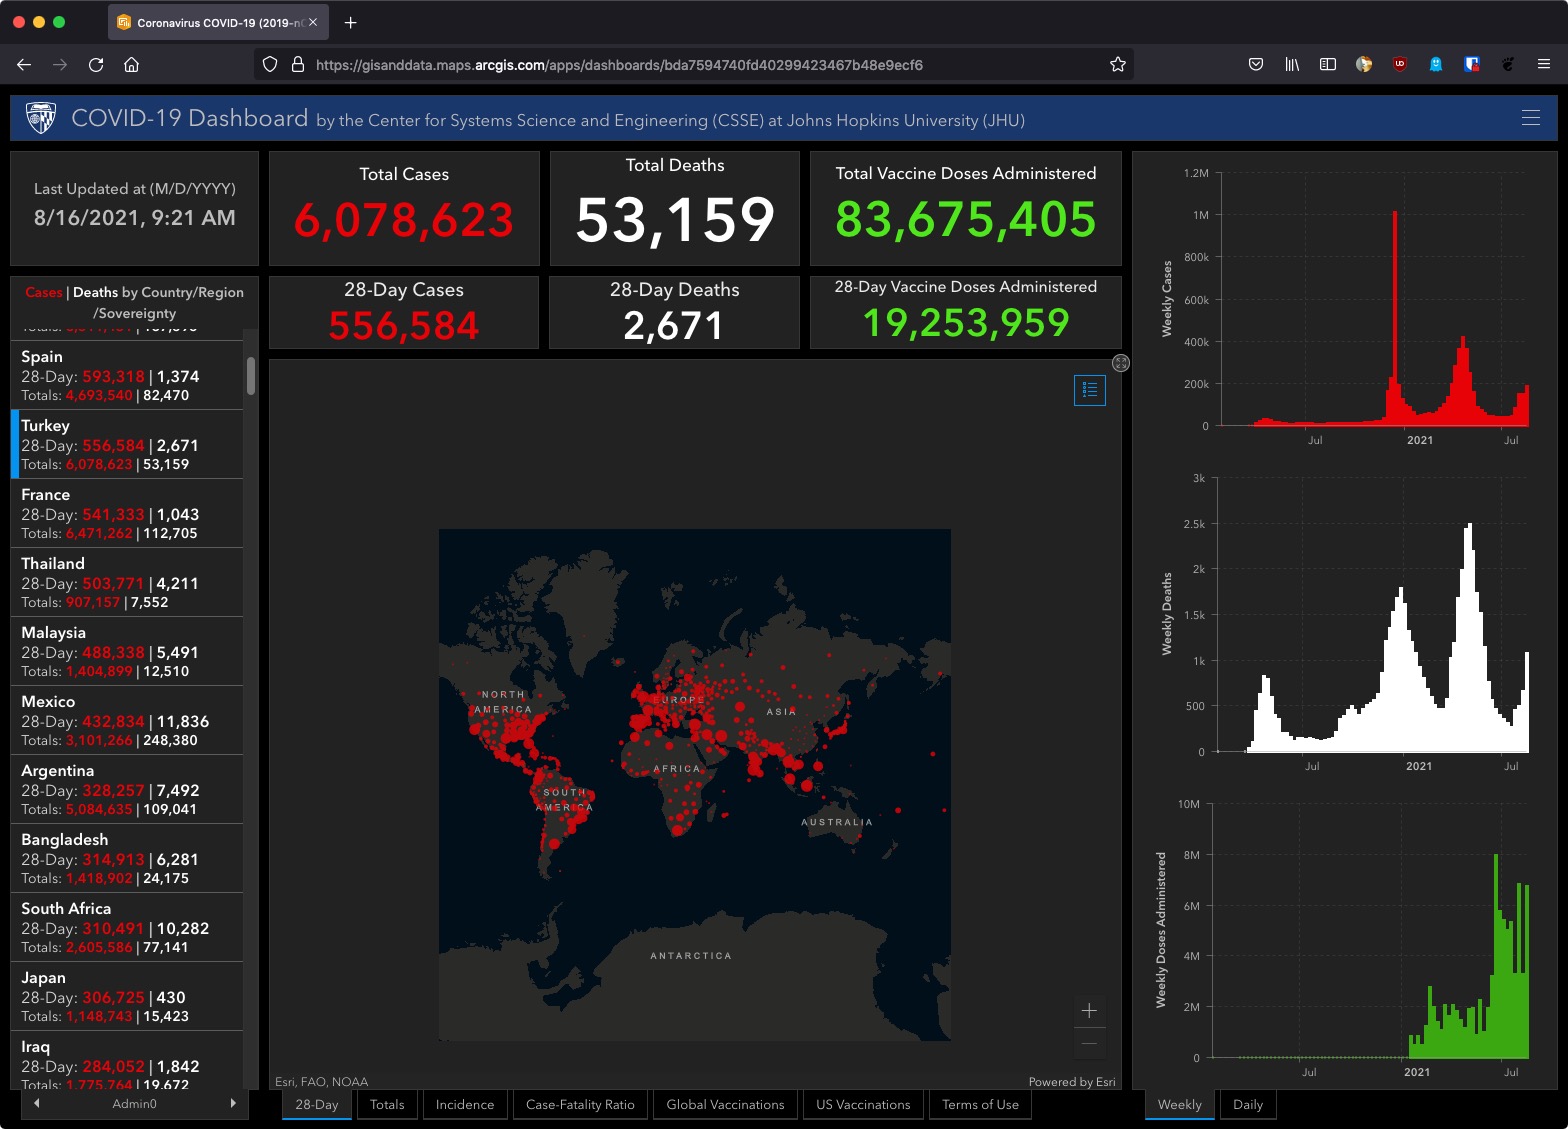 Coronavirus COVID-19 (2019-nC
https://gisanddata.maps.arcgis.com/apps/dashboards/bda7594740fd40299423467b48e9ecf6
COVID-19 Dashboard by the Center for Systems Science and Engineering (CSSE) at Johns Hopkins University (JHU)
Last Updated at (M/D/YYYY)
8/16/2021, 9:21 AM
Total Cases
6,078,623
Total Deaths
53,159
Total Vaccine Doses Administered
83,675,405
28-Day Cases
556,584
28-Day Deaths
2,671
28-Day Vaccine Doses Administered
19,253,959
Cases | Deaths by Country/Region
/Sovereignty
Spain
28-Day: 593,318 | 1,374
Totals: 4,693,540 | 82,470
Turkey
28-Day: 556,584 | 2,671
Totals: 6,078,623 | 53,159
France
28-Day: 541,333 | 1,043
Totals: 6,471,262 | 112,705
Thailand
28-Day: 503,771 | 4,211
Totals: 907,157 | 7,552
Malaysia
28-Day: 488,338 | 5,491
Totals: 1,404,899 | 12,510
Mexico
28-Day: 432,834 | 11,836
Totals: 3,101,266 | 248,380
Argentina
28-Day: 328,257 | 7,492
Totals: 5,084,635 | 109,041
Bangladesh
28-Day: 314,913 | 6,281
Totals: 1,418,902 | 24,175
South Africa
28-Day: 310,491 | 10,282
Totals: 2,605,586 | 77,141
Japan
28-Day: 306,725 | 430
Totals: 1,148,743 | 15,423
Iraq
28-Day: 284,052 | 1,842
Totals: 1,775,764 | 19,672
Admin0
NORTH
AMERICA
EUROPE
ASIA
AFRICA
SOUTH
AMERICA
AUSTRALIA
ANTARCTICA
Esri, FAO, NOAA
Powered by Esri
28-Day
Totals
Incidence
Case-Fatality Ratio
Global Vaccinations
US Vaccinations
Terms of Use
Weekly Cases
1.2M
1M
800k
600k
400k
200k
0
Jul
2021
Jul
Weekly Deaths
3k
2.5k
2k
1.5k
1k
500
0
Jul
2021
Jul
Weekly Doses Administered
10M
8M
6M
4M
2M
0
Jul
2021
Jul
Weekly
Daily